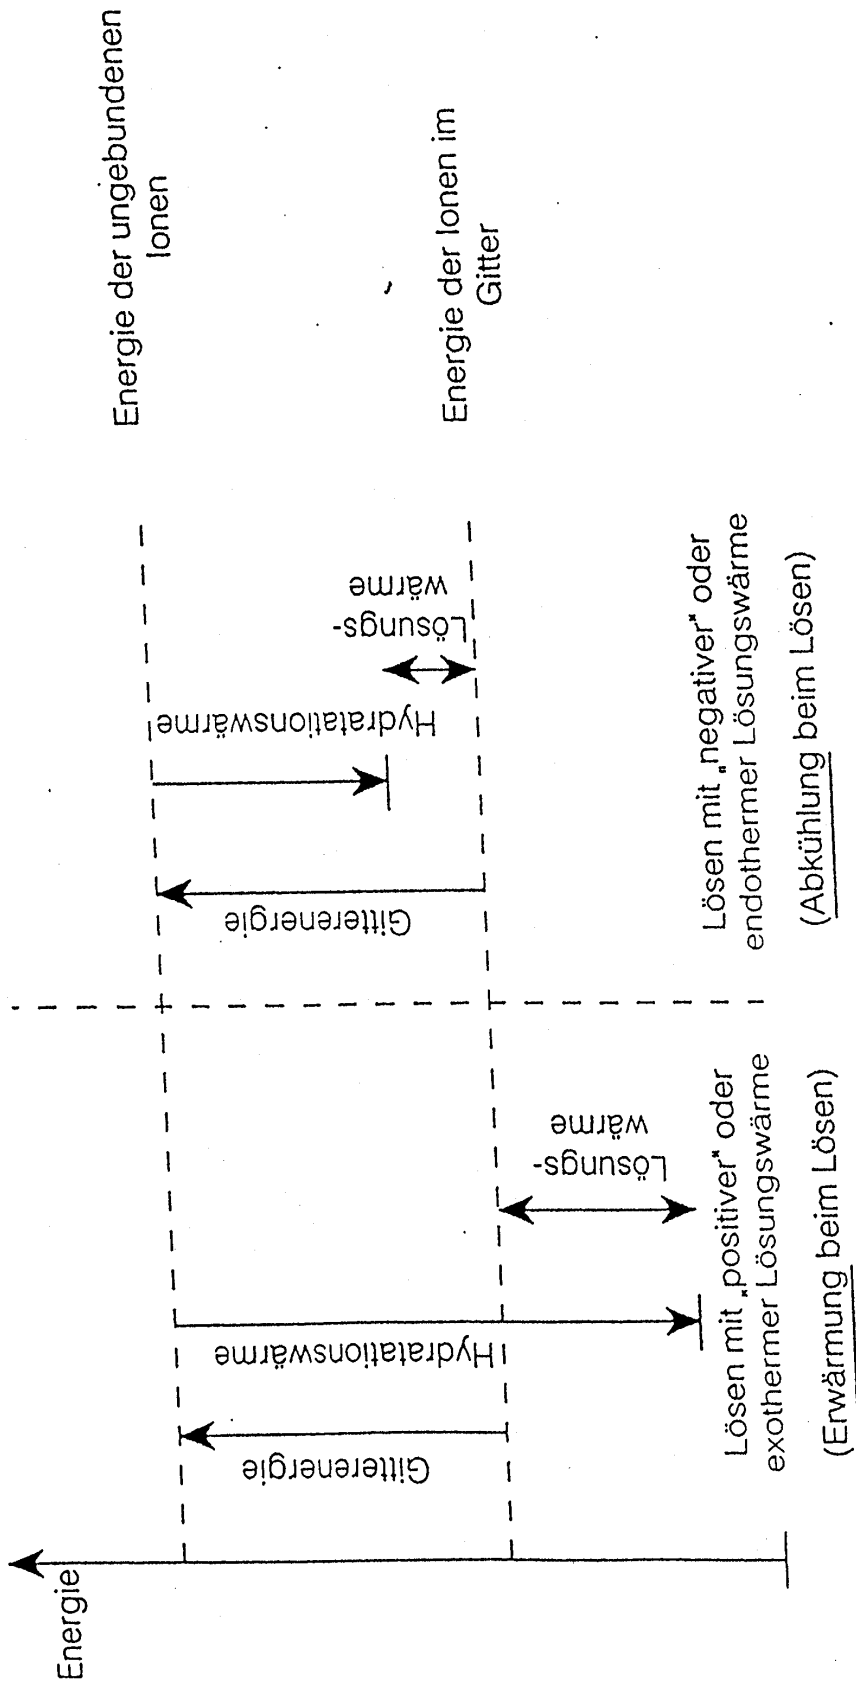 Energie
Gitterenergie
Hydratationswärme
Lösungs-
wärme
Lösen mit „positiver" oder
exothermer Lösungswärme
(Erwärmung beim Lösen)
Gitterenergie
Hydratationswärme
Lösungs-
wärme
Lösen mit „negativer" oder
endothermer Lösungswärme
(Abkühlung beim Lösen)
Energie der ungebundenen
Ionen
Energie der Ionen im
Gitter